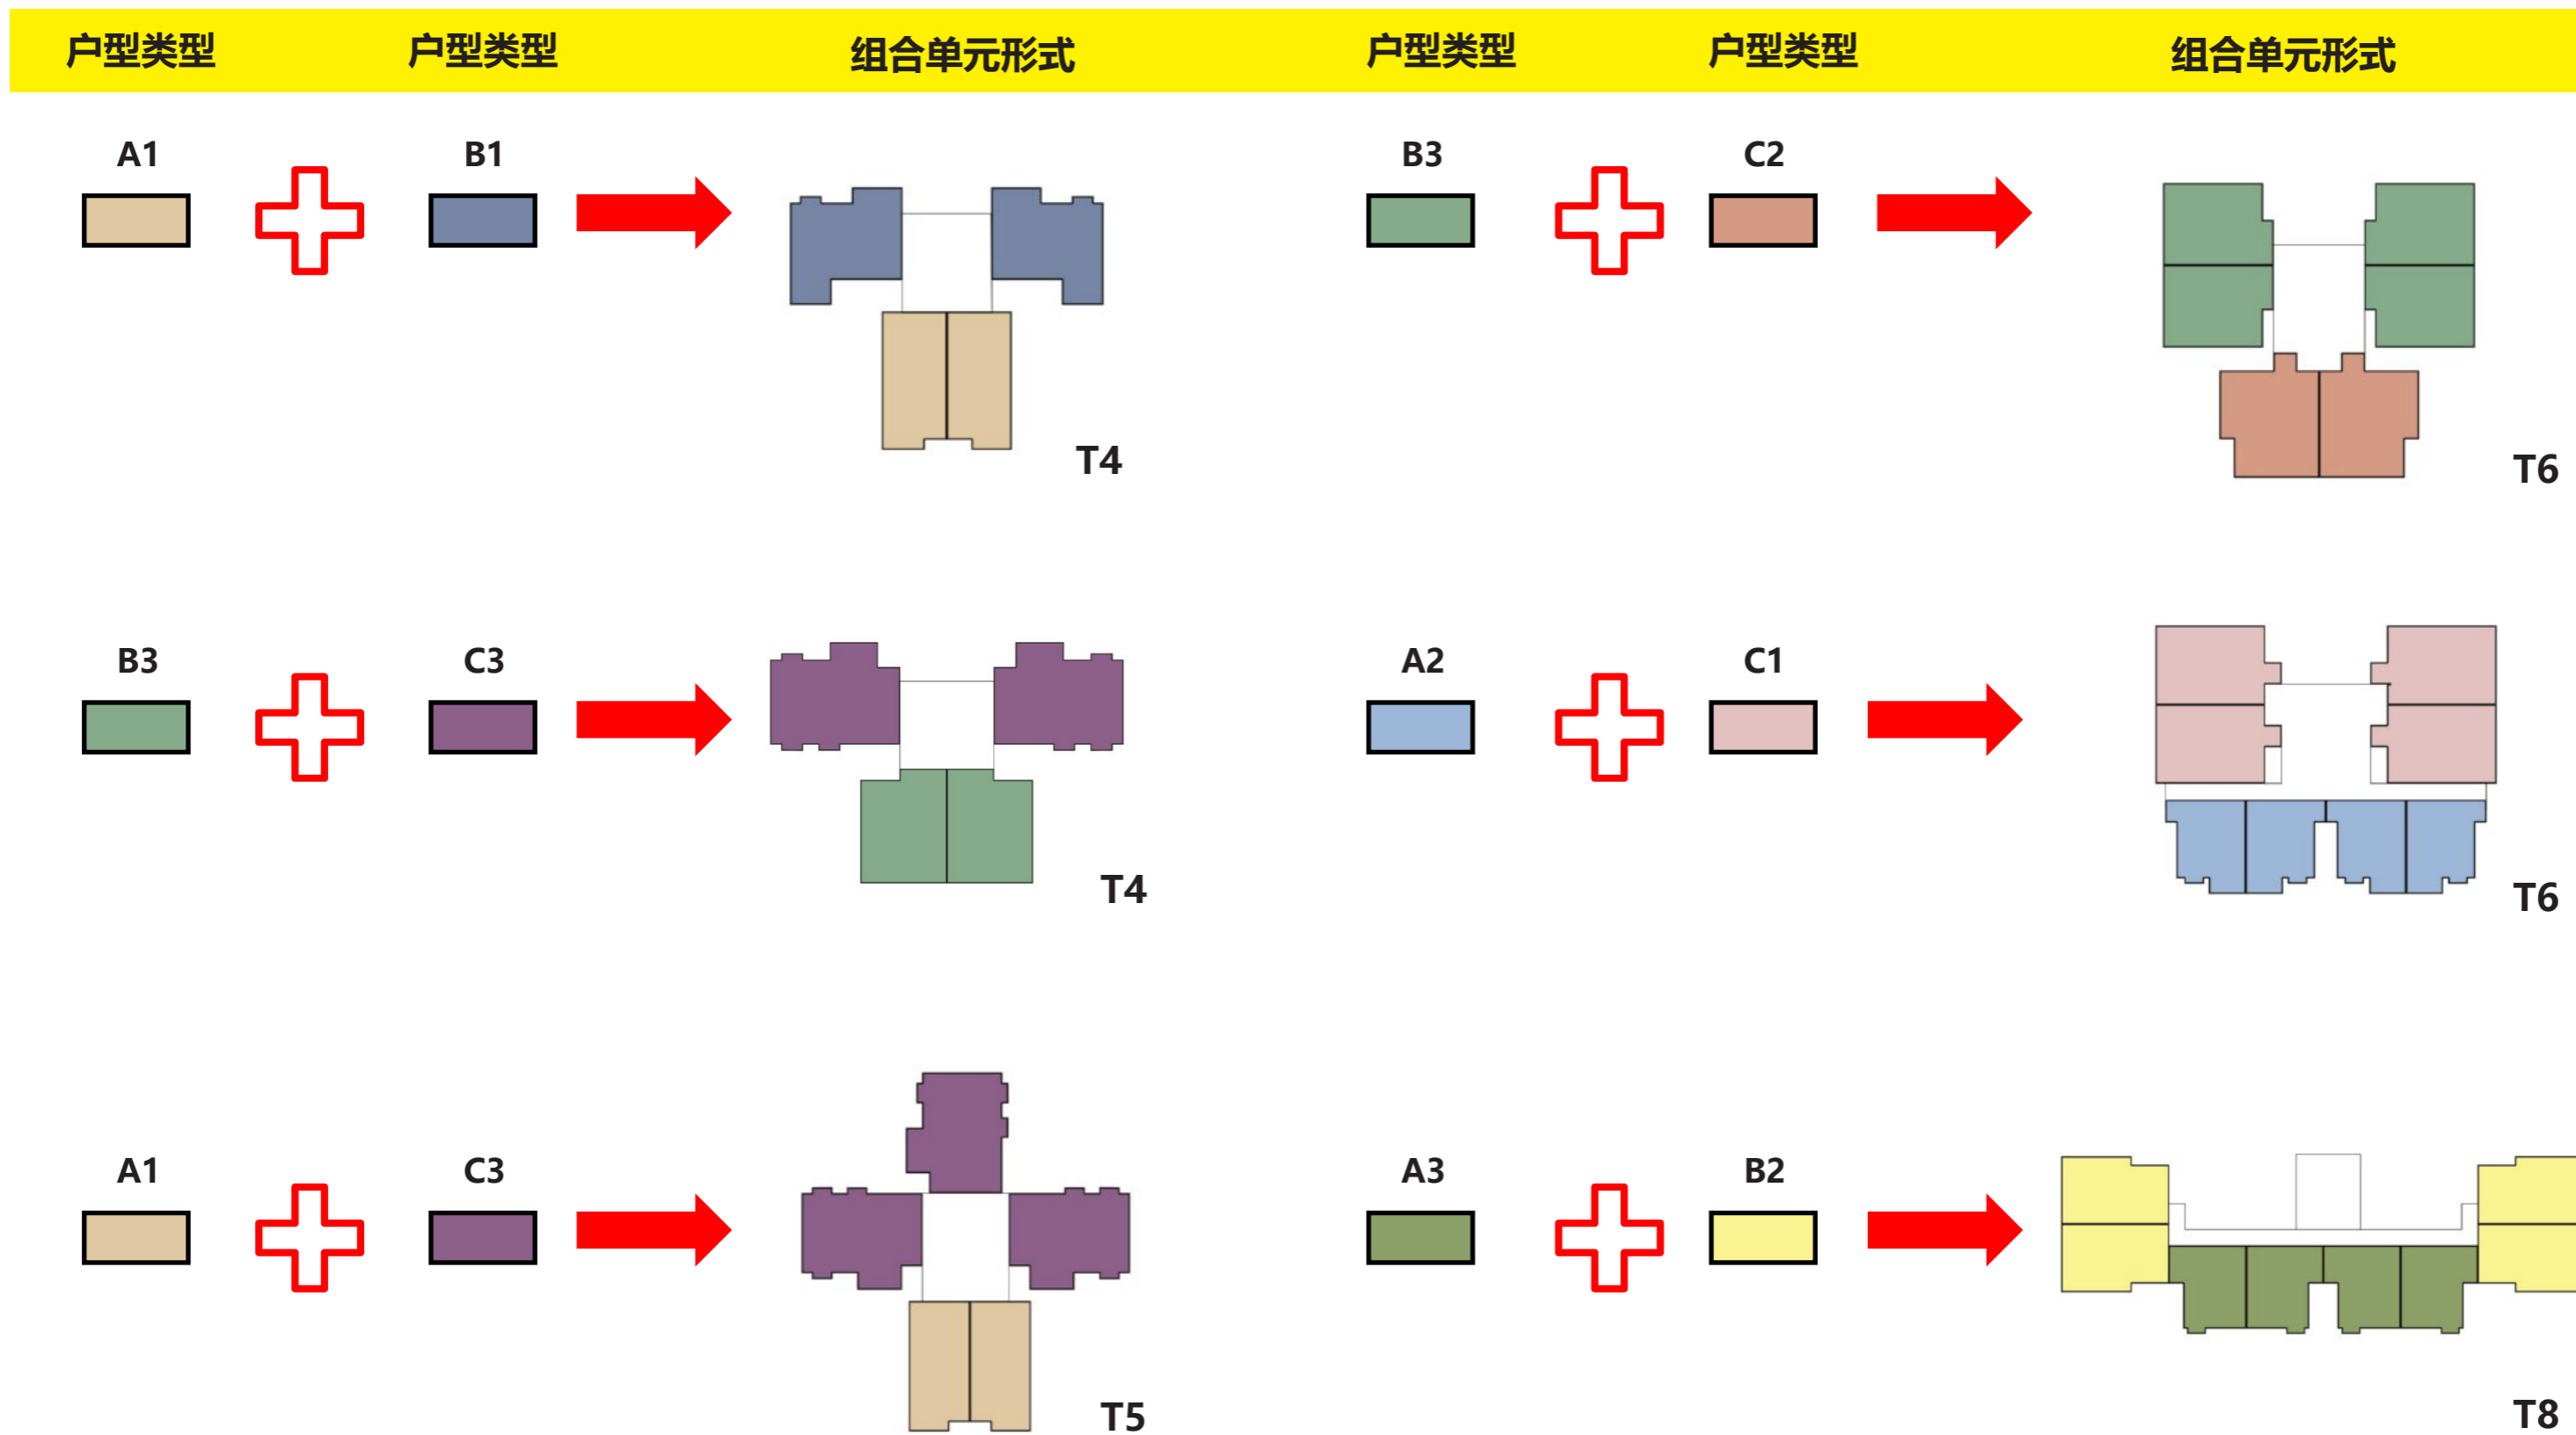 户型类型 户型类型 组合单元形式 户型类型 户型类型 组合单元形式
A1 B1 B3 C2
T4 T6
B3 C3 A2 C1
T4 T6
A1 C3 A3 B2
T5 T8